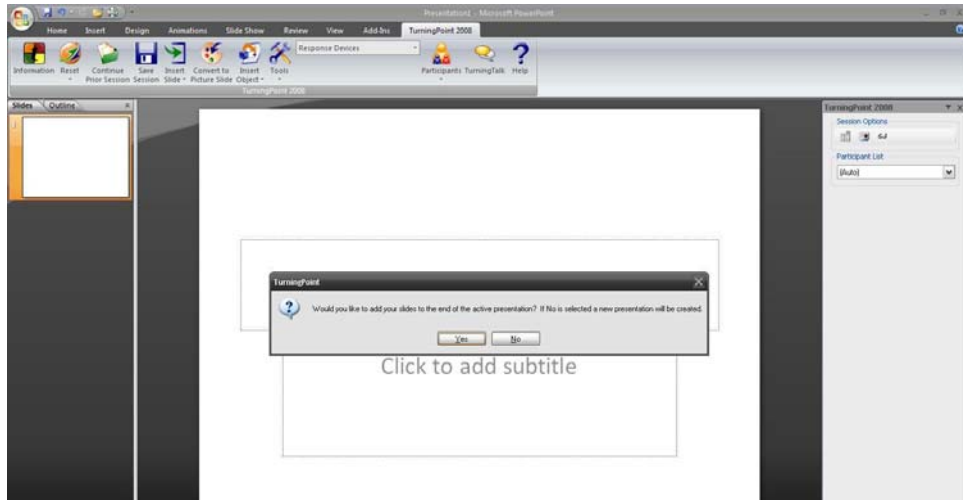 Presentation1 - Microsoft PowerPoint
Home Insert Design Animations Slide Show Review View Add-Ins TurningPoint 2008
Response Devices
Information Reset Continue Prior Session Save Session Insert Slide Convert to Picture Slide Insert Object Tools Participants TurningTalk Help
TurningPoint 2008
Slides Outline
TurningPoint 2008
Session Options
Participant List
(Auto)
1
TurningPoint
Would you like to add your slides to the end of the active presentation? If No is selected a new presentation will be created.
Yes No
Click to add subtitle